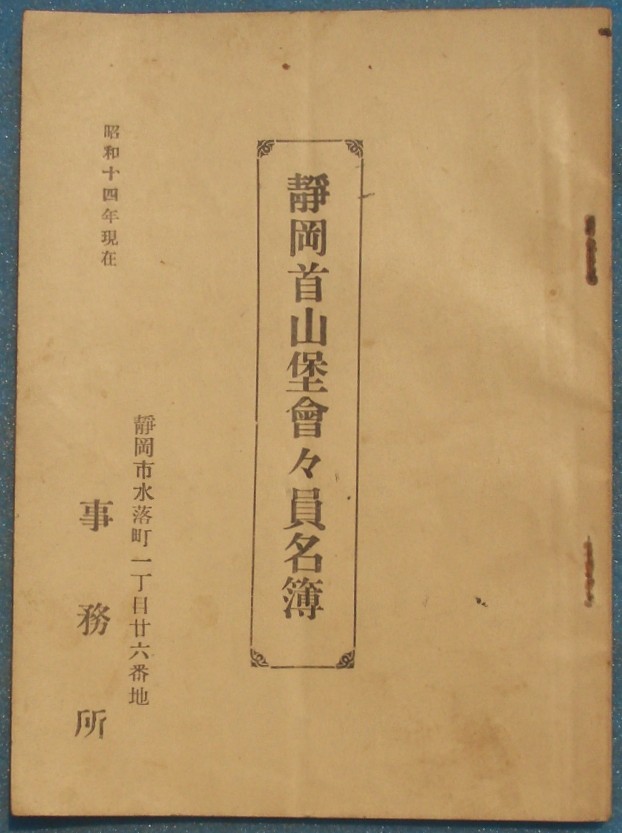 靜岡首山堡會々員名簿
昭和十四年現在
靜岡市水落町一丁目廿六番地
事務所